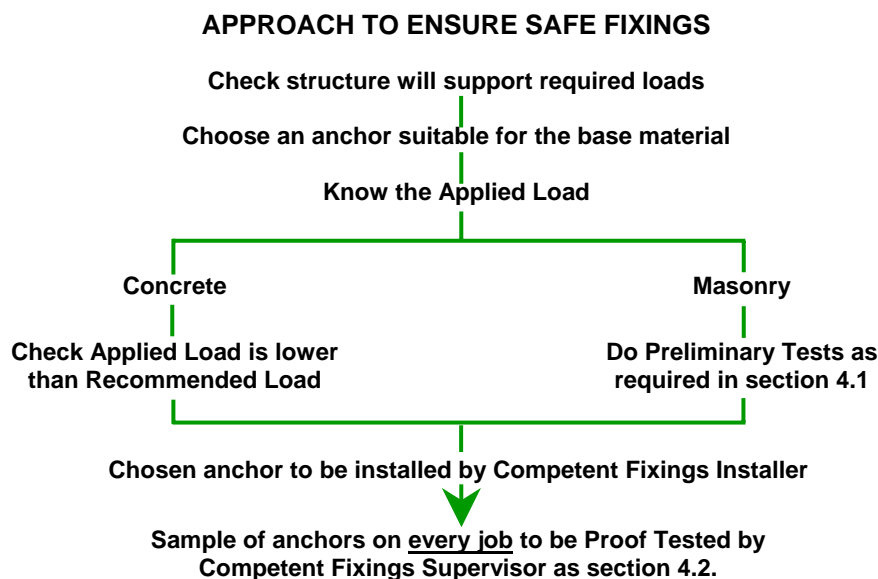 APPROACH TO ENSURE SAFE FIXINGS
Check structure will support required loads
Choose an anchor suitable for the base material
Know the Applied Load
Concrete
Masonry
Check Applied Load is lower
than Recommended Load
Do Preliminary Tests as
required in section 4.1
Chosen anchor to be installed by Competent Fixings Installer
Sample of anchors on every job to be Proof Tested by
Competent Fixings Supervisor as section 4.2.